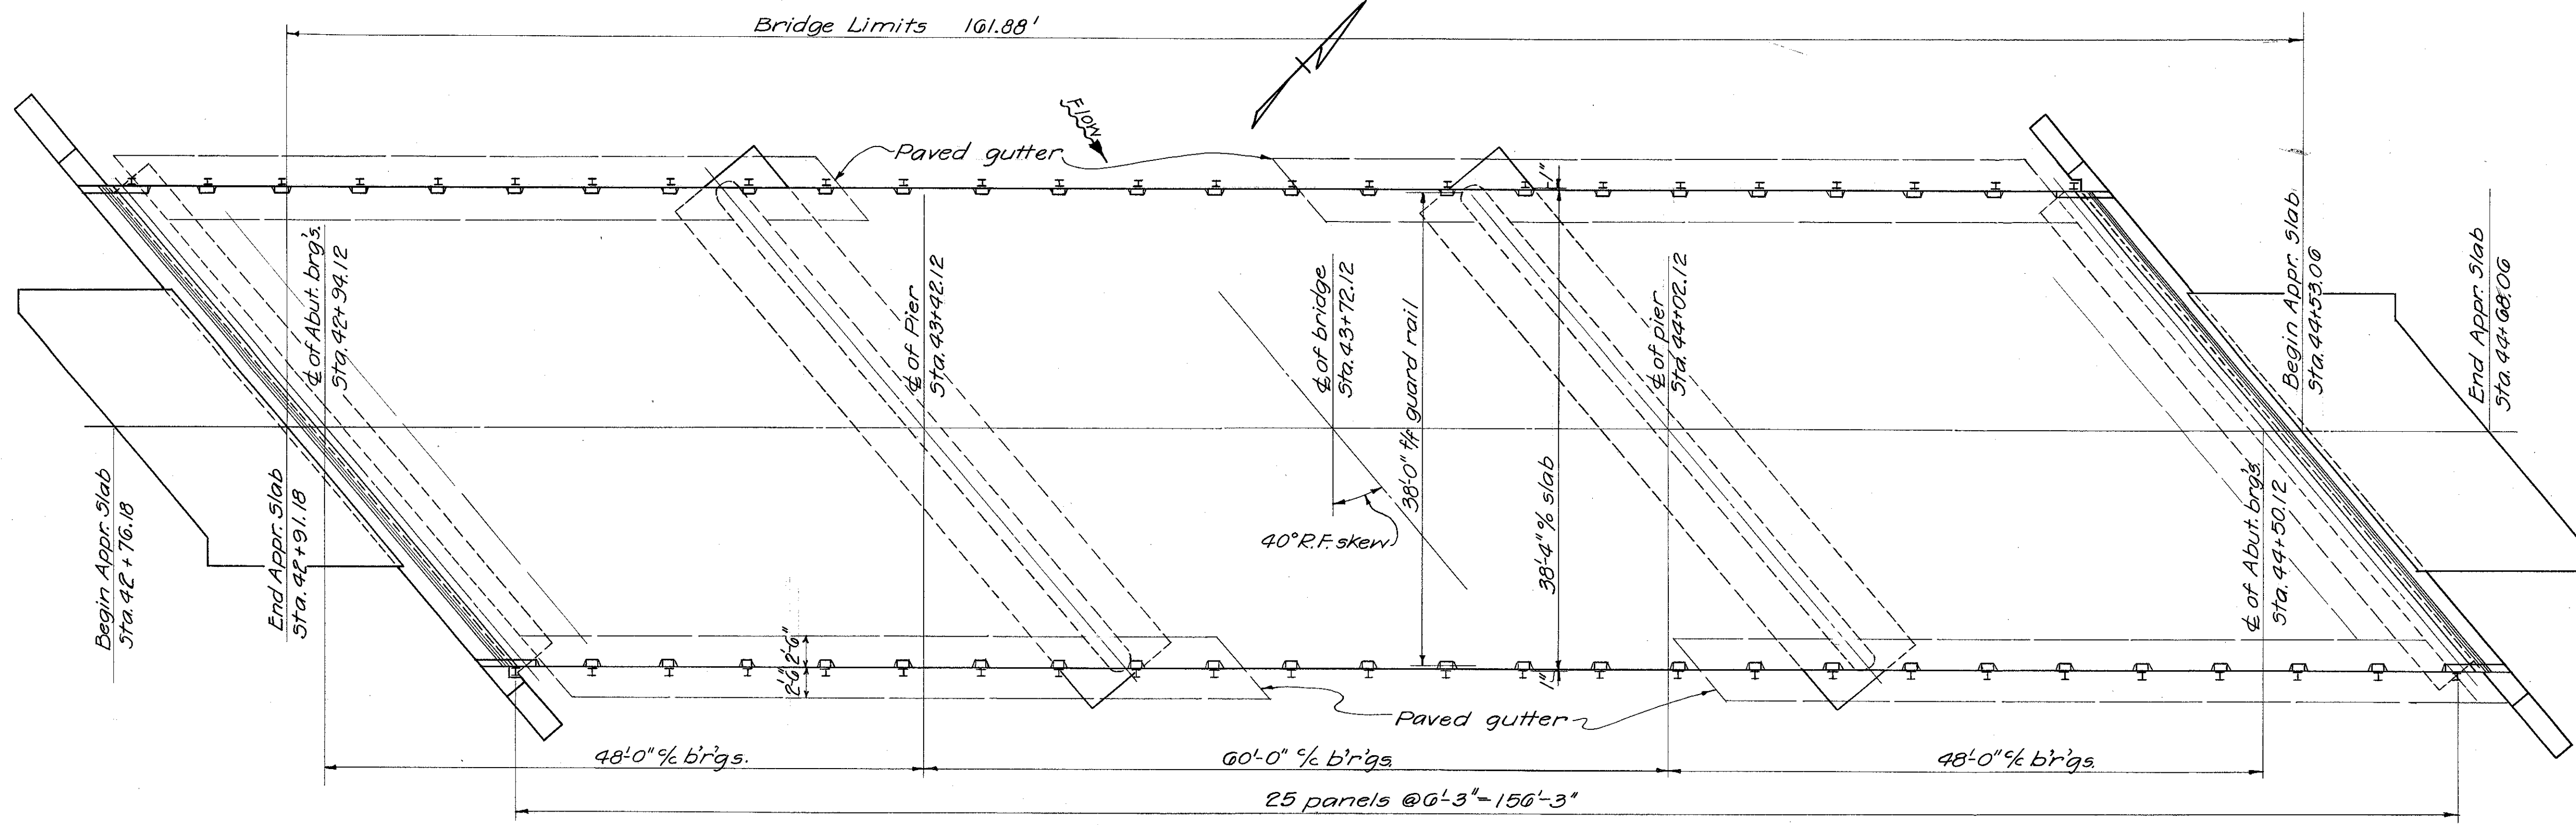 Bridge Limits 161.88'
N
Flow
Paved gutter
1"
℄ of Abut. brg's.
Sta. 42+94.12
℄ of Pier
Sta. 43+42.12
℄ of bridge
Sta. 43+72.12
38'-0" f/f guard rail
38'-4" o/o slab
℄ of pier
Sta. 44+02.12
Begin Appr. Slab
Sta. 44+53.06
End Appr. Slab
Sta. 44+68.06
Begin Appr. Slab
Sta. 42+76.18
End Appr. Slab
Sta. 42+91.18
40° R.F. skew
℄ of Abut. brg's.
Sta. 44+50.12
2'-6"
2'-6"
1"
Paved gutter
48'-0" c/c b'r'gs.
60'-0" c/c b'r'gs.
48'-0" c/c b'r'gs.
25 panels @ 6'-3" = 156'-3"